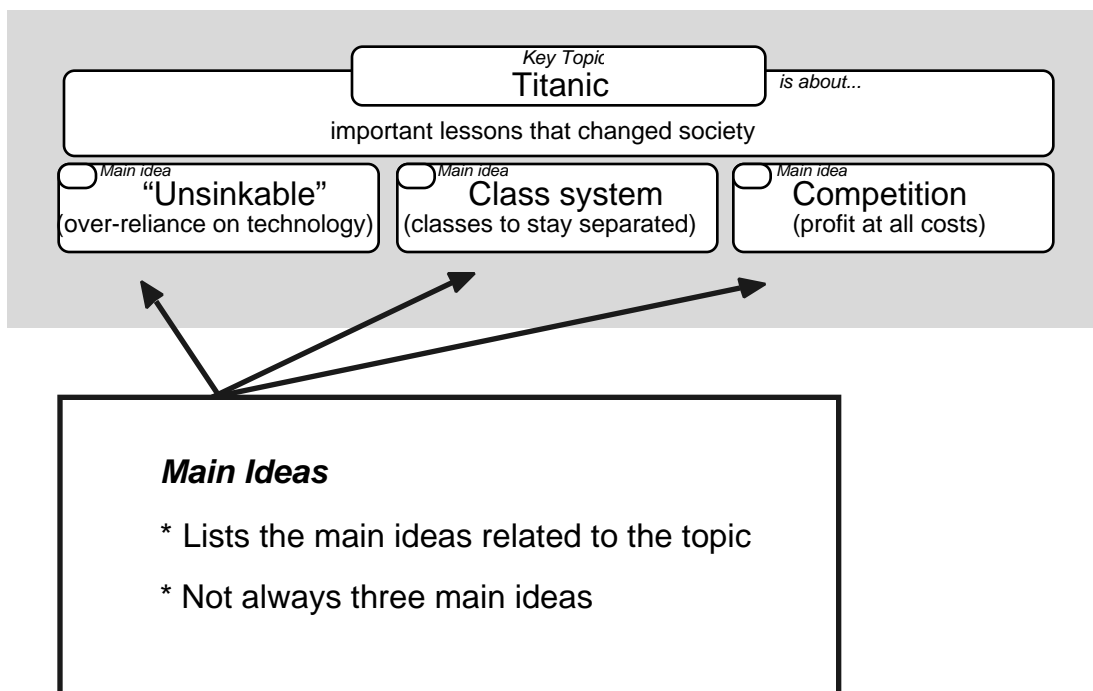 Key Topic
Titanic
is about...
important lessons that changed society
Main idea
“Unsinkable”
(over-reliance on technology)
Main idea
Class system
(classes to stay separated)
Main idea
Competition
(profit at all costs)
Main Ideas
* Lists the main ideas related to the topic
* Not always three main ideas